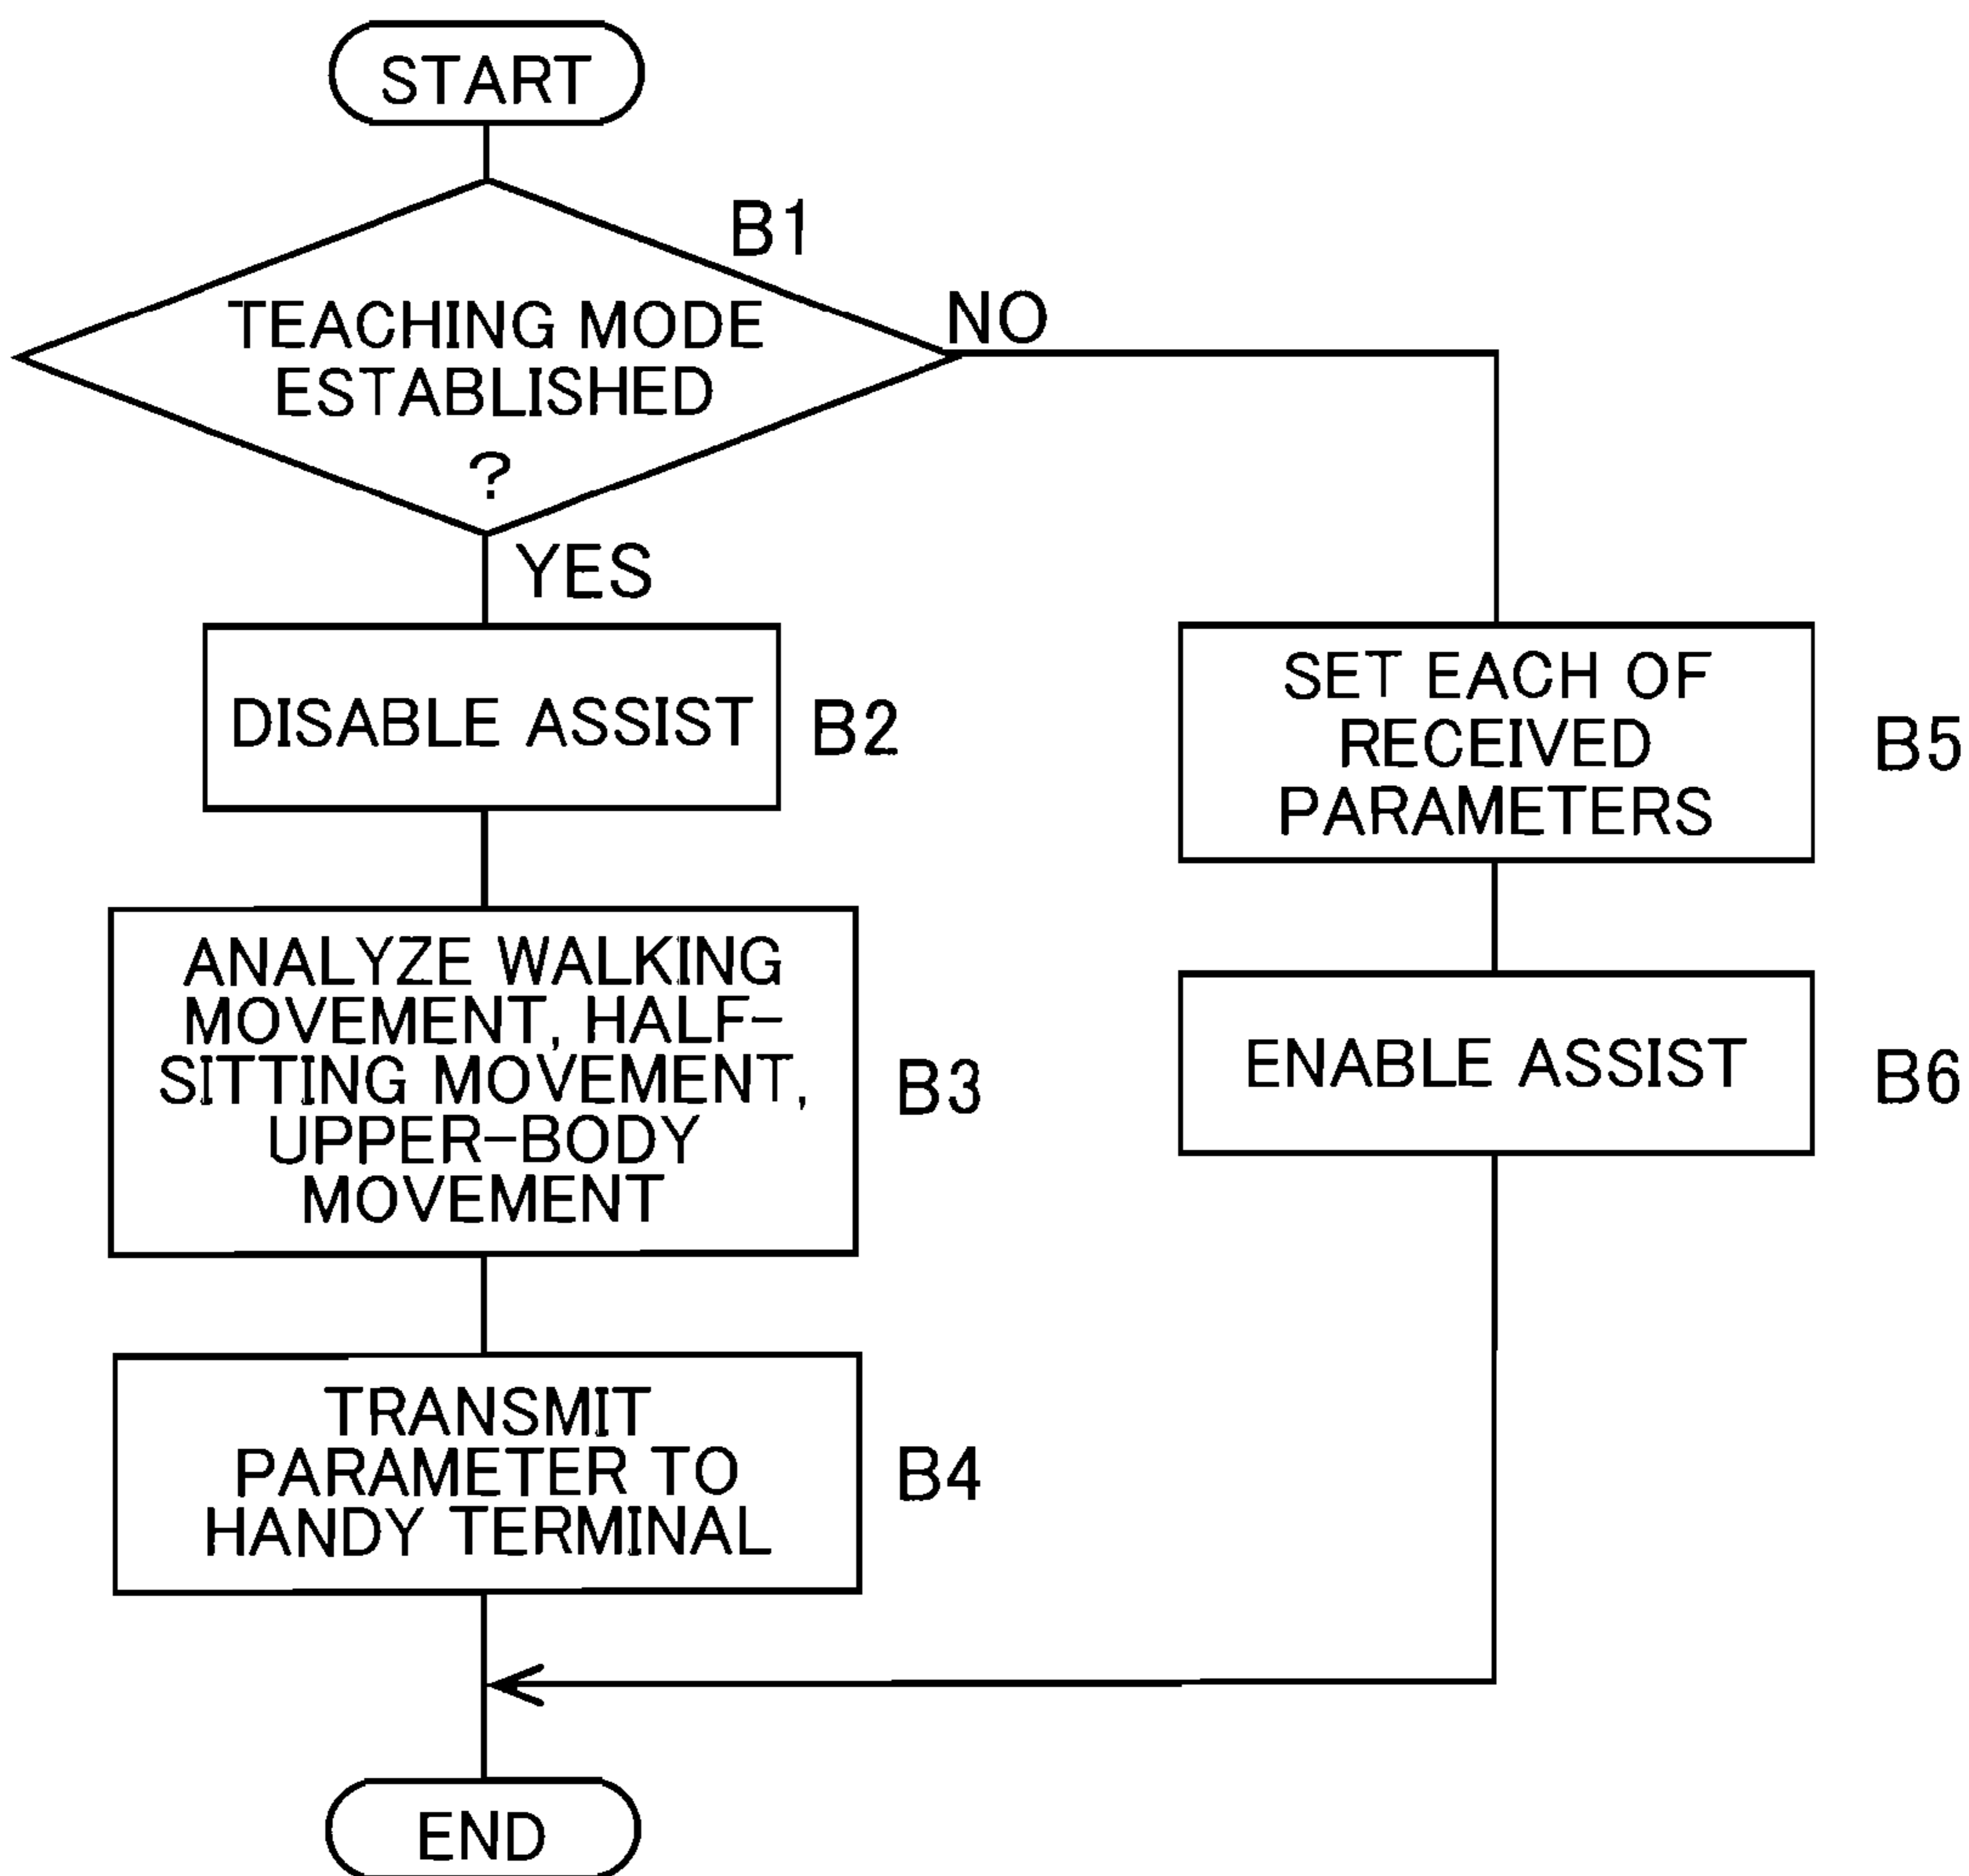 START
B1
TEACHING MODE
ESTABLISHED
?
NO
YES
DISABLE ASSIST
B2
ANALYZE WALKING
MOVEMENT, HALF-
SITTING MOVEMENT,
UPPER-BODY
MOVEMENT
B3
TRANSMIT
PARAMETER TO
HANDY TERMINAL
B4
SET EACH OF
RECEIVED
PARAMETERS
B5
ENABLE ASSIST
B6
END